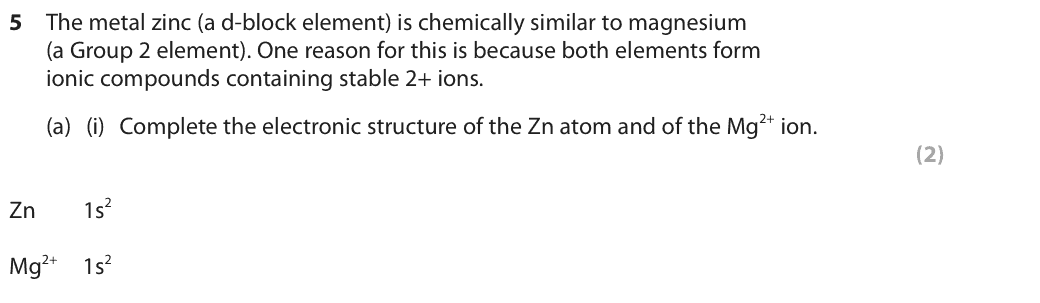 5 The metal zinc (a d-block element) is chemically similar to magnesium
(a Group 2 element). One reason for this is because both elements form
ionic compounds containing stable 2+ ions.
(a) (i) Complete the electronic structure of the Zn atom and of the Mg²⁺ ion.
(2)
Zn 1s²
Mg²⁺ 1s²